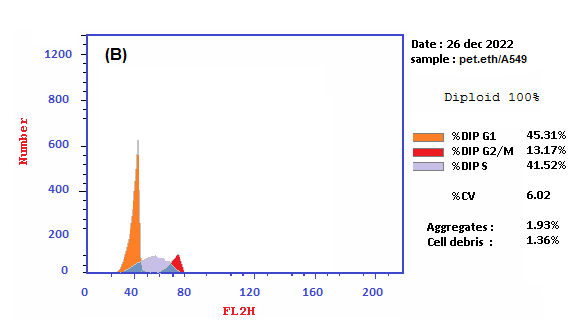 (B)
1200
800
600
400
200
0
0 40 80 120 160 200
Number
FL2H
Date : 26 dec 2022
sample : pet.eth/A549
Diploid 100%
%DIP G1 45.31%
%DIP G2/M 13.17%
%DIP S 41.52%
%CV 6.02
Aggregates : 1.93%
Cell debris : 1.36%